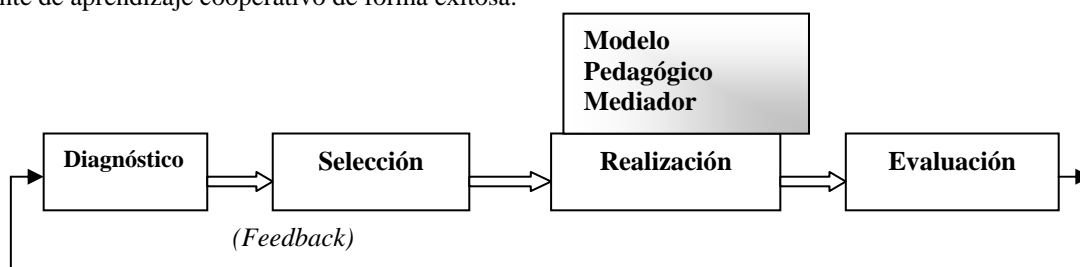 nte de aprendizaje cooperativo de forma exitosa.
Modelo
Pedagógico
Mediador
Diagnóstico
Selección
Realización
Evaluación
(Feedback)